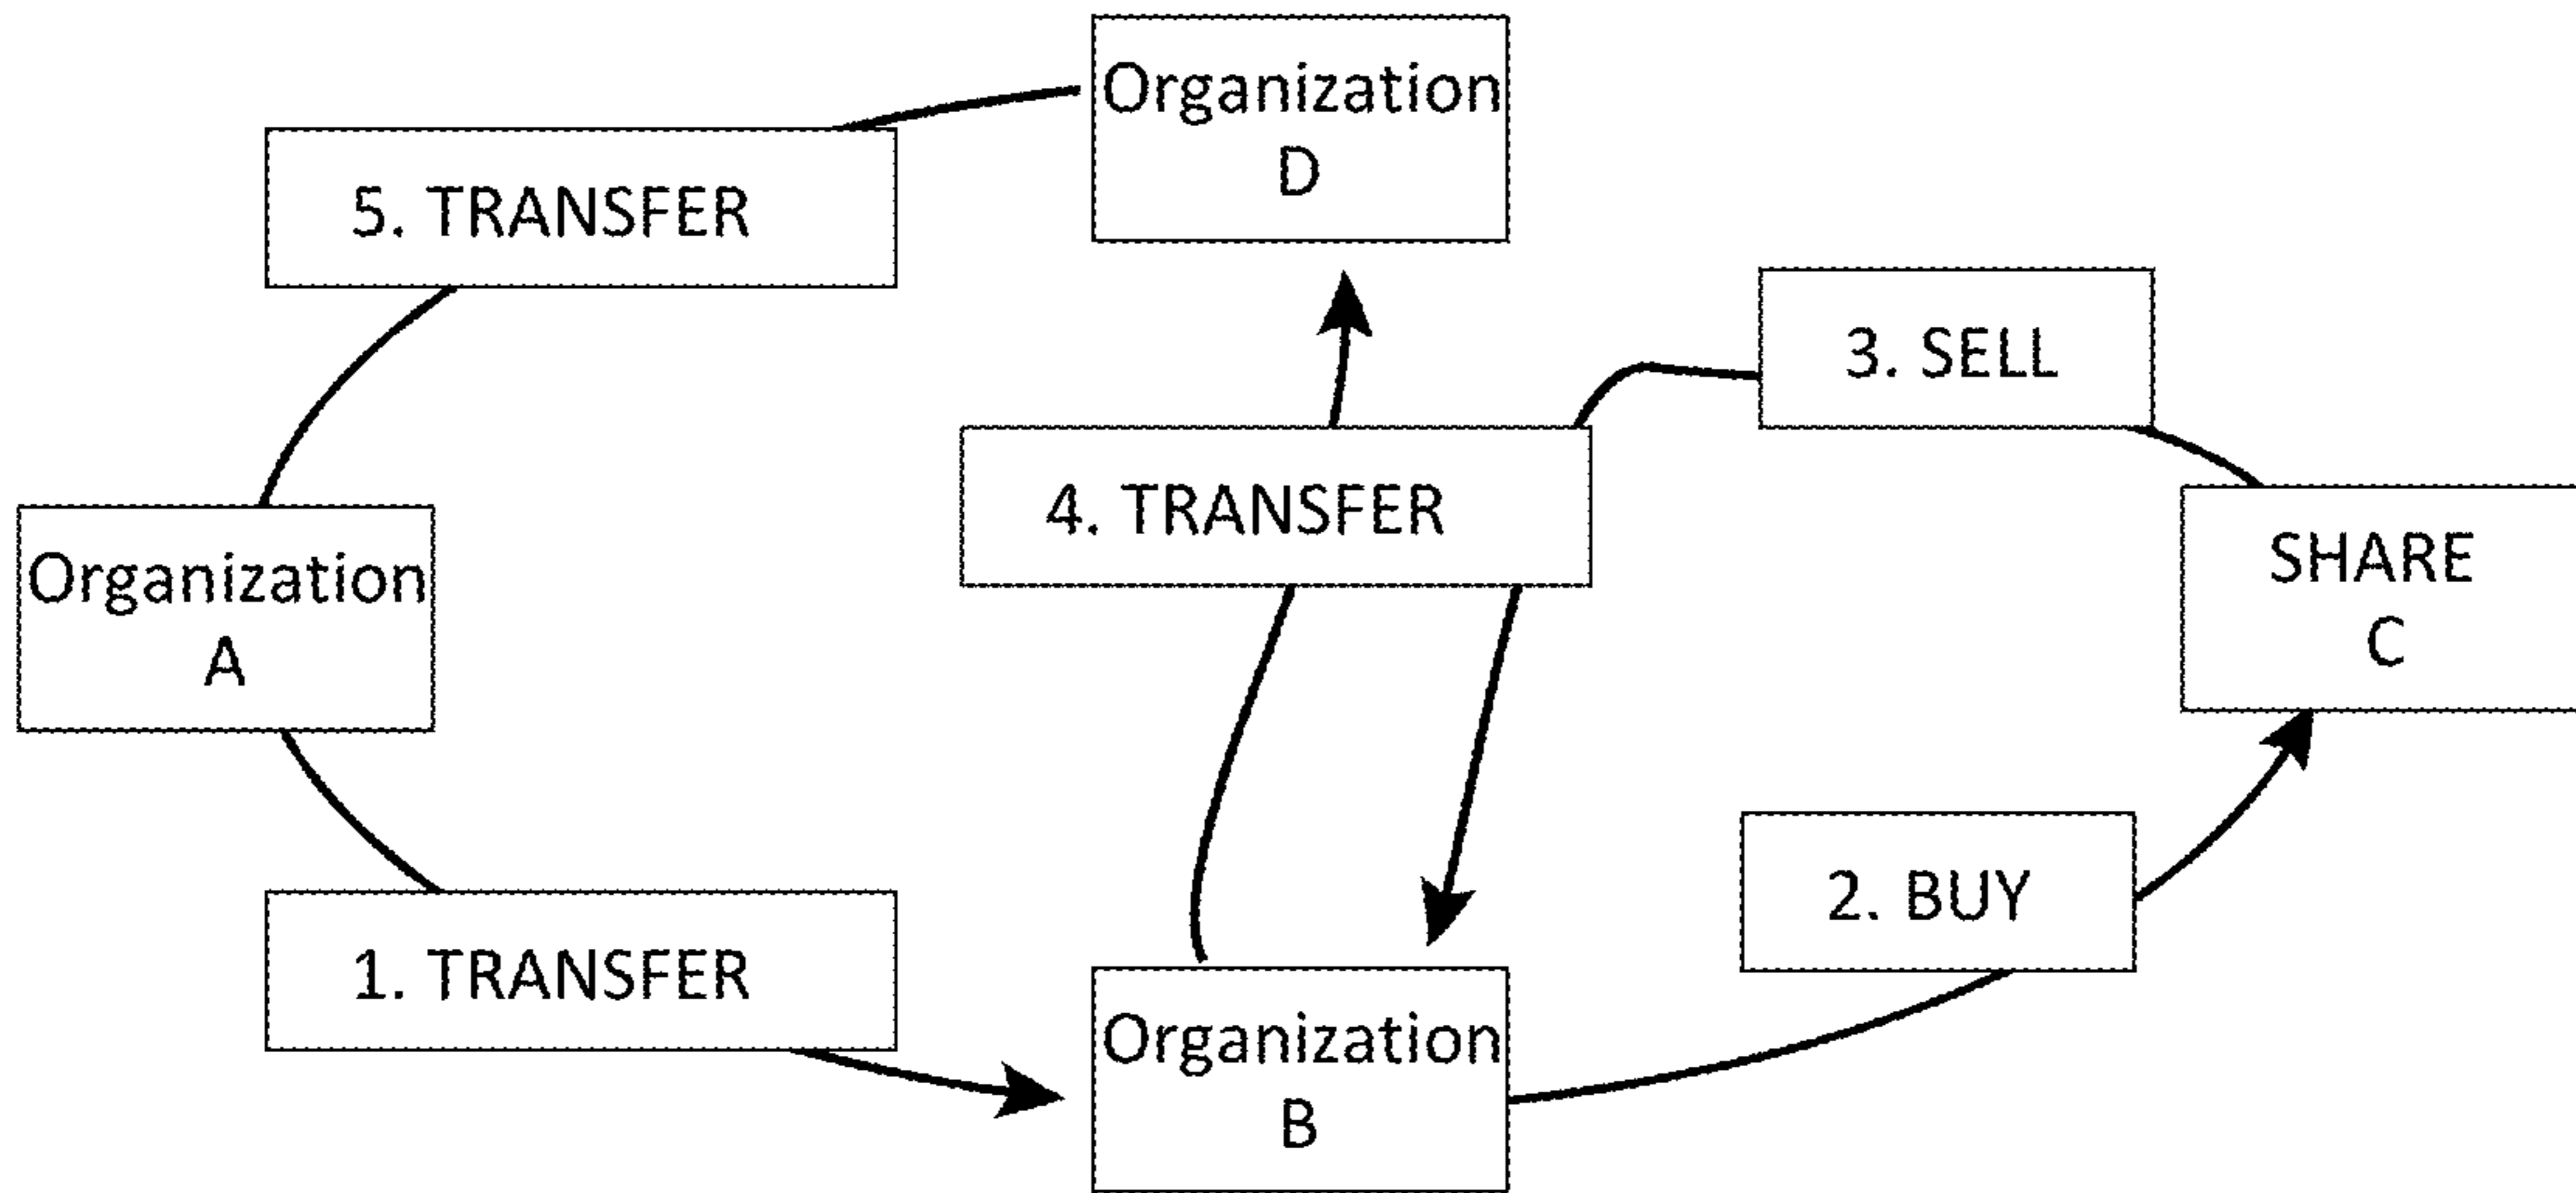 Organization
D
5. TRANSFER
3. SELL
4. TRANSFER
SHARE
C
Organization
A
2. BUY
1. TRANSFER
Organization
B